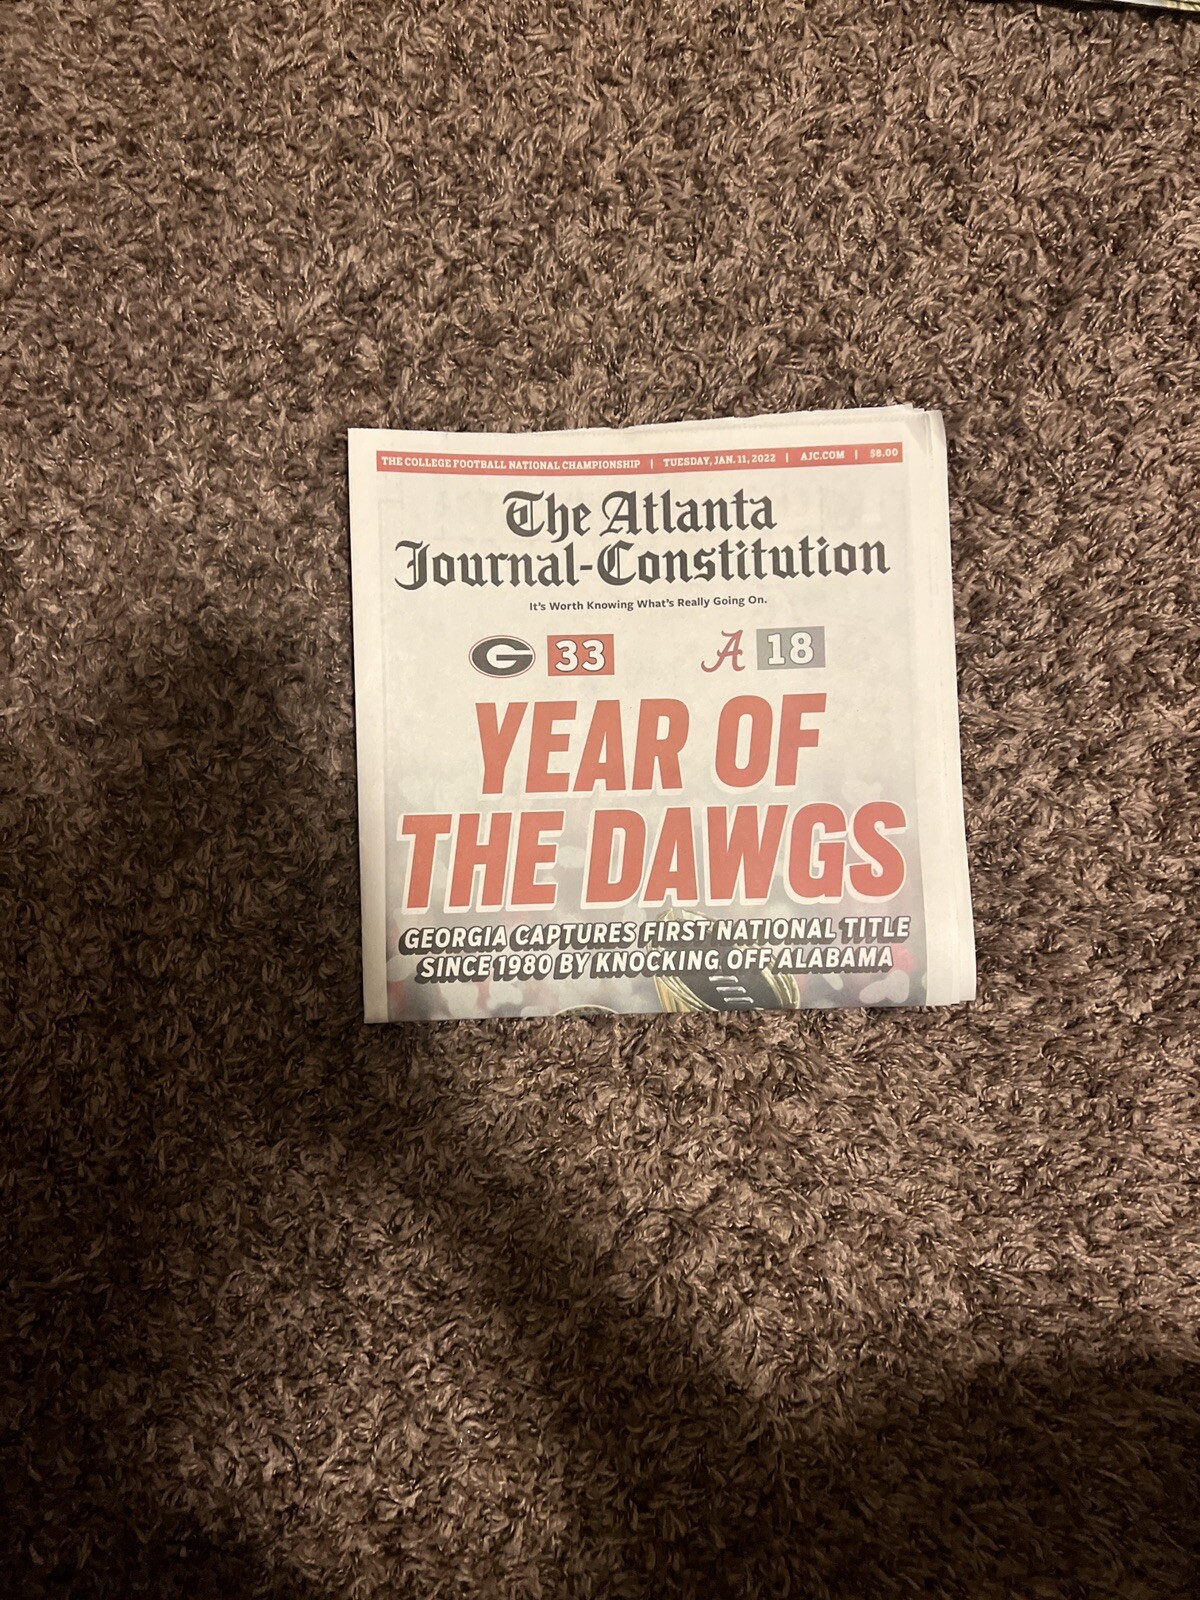 THE COLLEGE FOOTBALL NATIONAL CHAMPIONSHIP | TUESDAY, JAN. 11, 2022 | AJC.COM | $8.00
The Atlanta
Journal-Constitution
It's Worth Knowing What's Really Going On.
G 33 A 18
YEAR OF
THE DAWGS
GEORGIA CAPTURES FIRST NATIONAL TITLE
SINCE 1980 BY KNOCKING OFF ALABAMA